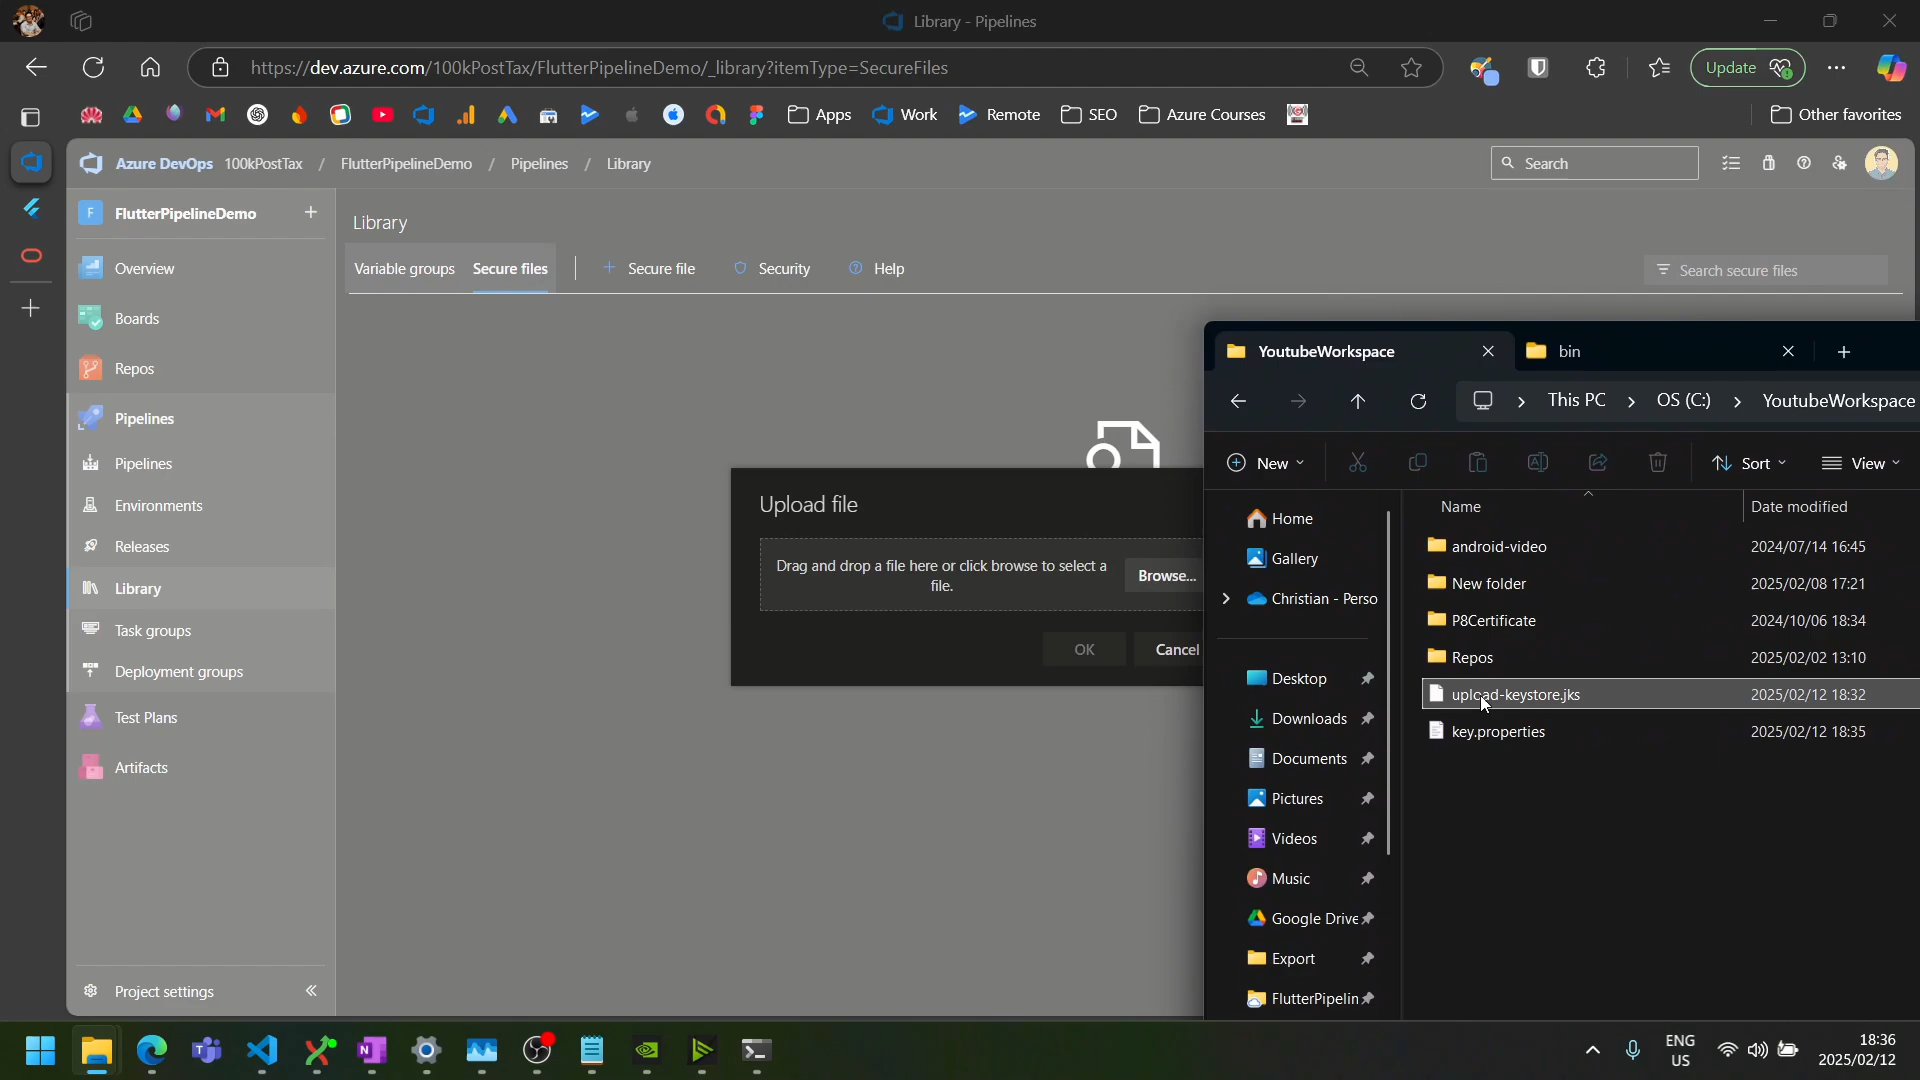 Library - Pipelines
https://dev.azure.com/100kPostTax/FlutterPipelineDemo/_library?itemType=SecureFiles
Update
Apps
Work
Remote
SEO
Azure Courses
Other favorites
Azure DevOps 100kPostTax / FlutterPipelineDemo / Pipelines / Library
Search
F FlutterPipelineDemo
Overview
Boards
Repos
Pipelines
Pipelines
Environments
Releases
Library
Task groups
Deployment groups
Test Plans
Artifacts
Project settings
Library
Variable groups Secure files
Secure file
Security
Help
Search secure files
Upload file
Drag and drop a file here or click browse to select a
file.
Browse...
OK
Cancel
YoutubeWorkspace
bin
This PC > OS (C:) > YoutubeWorkspace
New
Sort
View
Home
Gallery
Christian - Perso
Desktop
Downloads
Documents
Pictures
Videos
Music
Google Drive
Export
FlutterPipelin
Name Date modified
android-video 2024/07/14 16:45
New folder 2025/02/08 17:21
P8Certificate 2024/10/06 18:34
Repos 2025/02/02 13:10
upload-keystore.jks 2025/02/12 18:32
key.properties 2025/02/12 18:35
ENG
US
18:36
2025/02/12